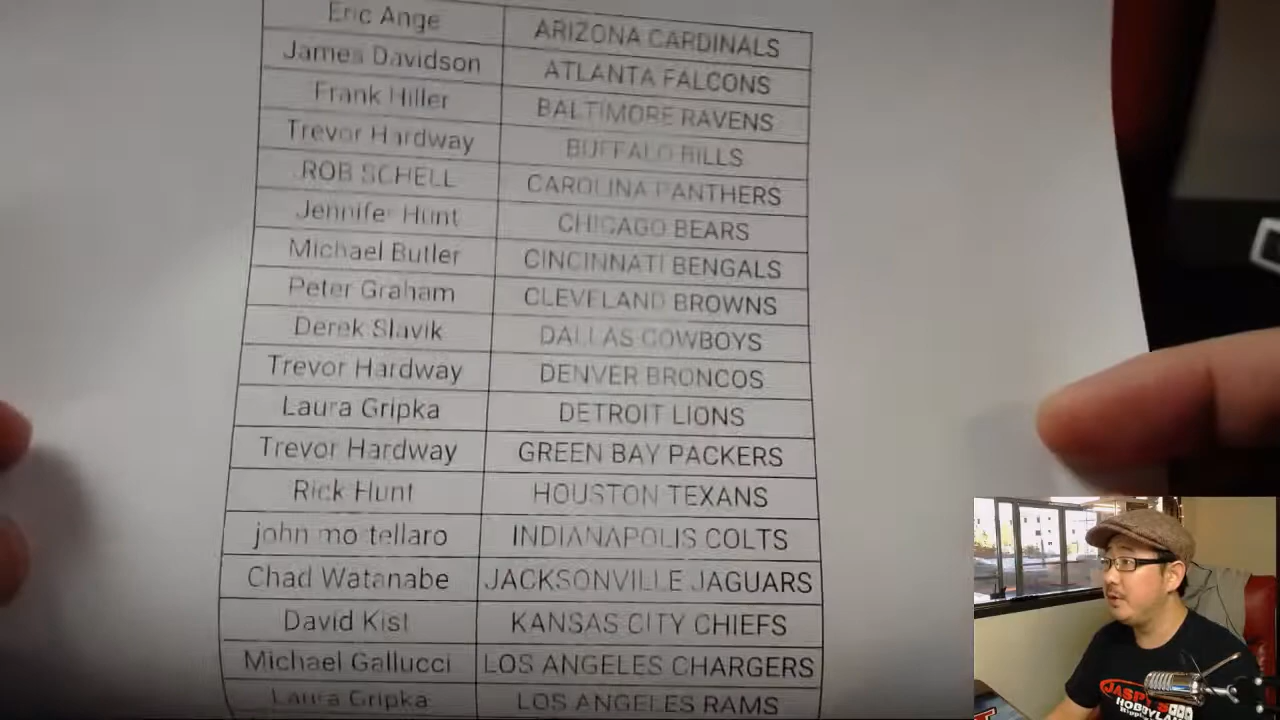 Eric Ange ARIZONA CARDINALS
James Davidson ATLANTA FALCONS
Frank Hiller BALTIMORE RAVENS
Trevor Hardway BUFFALO BILLS
ROB SCHELL CAROLINA PANTHERS
Jennifer Hunt CHICAGO BEARS
Michael Butler CINCINNATI BENGALS
Peter Graham CLEVELAND BROWNS
Derek Slavik DALLAS COWBOYS
Trevor Hardway DENVER BRONCOS
Laura Gripka DETROIT LIONS
Trevor Hardway GREEN BAY PACKERS
Rick Hunt HOUSTON TEXANS
john INDIANAPOLIS COLTS
Chad Watanabe JACKSONVILLE JAGUARS
David Kist KANSAS CITY CHIEFS
Michael Gallucci LOS ANGELES CHARGERS
Laura Gripka LOS ANGELES RAMS